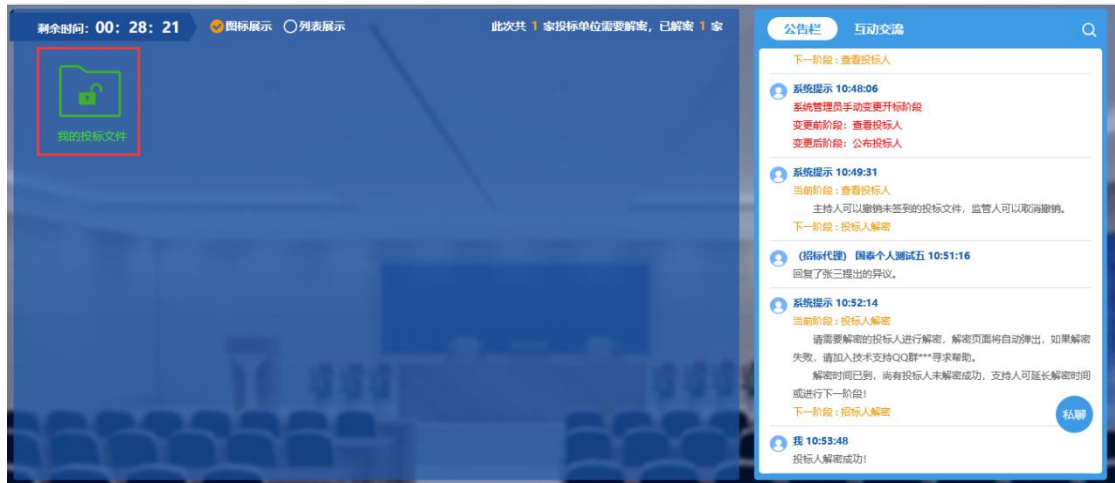 剩余时间：00：28：21
图标展示 列表展示
此次共 1 家投标单位需要解密，已解密 1 家
我的投标文件
公告栏 互动交流
下一阶段：查看投标人
系统提示 10:48:06
系统管理员手动变更开标阶段
变更前阶段：查看投标人
变更后阶段：公布投标人
系统提示 10:49:31
当前阶段：查看投标人
主持人可以撤销未签到的投标文件，监管人可以取消撤销。
下一阶段：投标人解密
（招标代理） 国泰个人测试五 10:51:16
回复了张三提出的异议。
系统提示 10:52:14
当前阶段：投标人解密
请需要解密的投标人进行解密，解密页面将自动弹出，如果解密
失败，请加入技术支持QQ群***寻求帮助。
解密时间已到，尚有投标人未解密成功，支持人可延长解密时间
或进行下一阶段！
下一阶段：招标人解密
私聊
我 10:53:48
投标人解密成功！